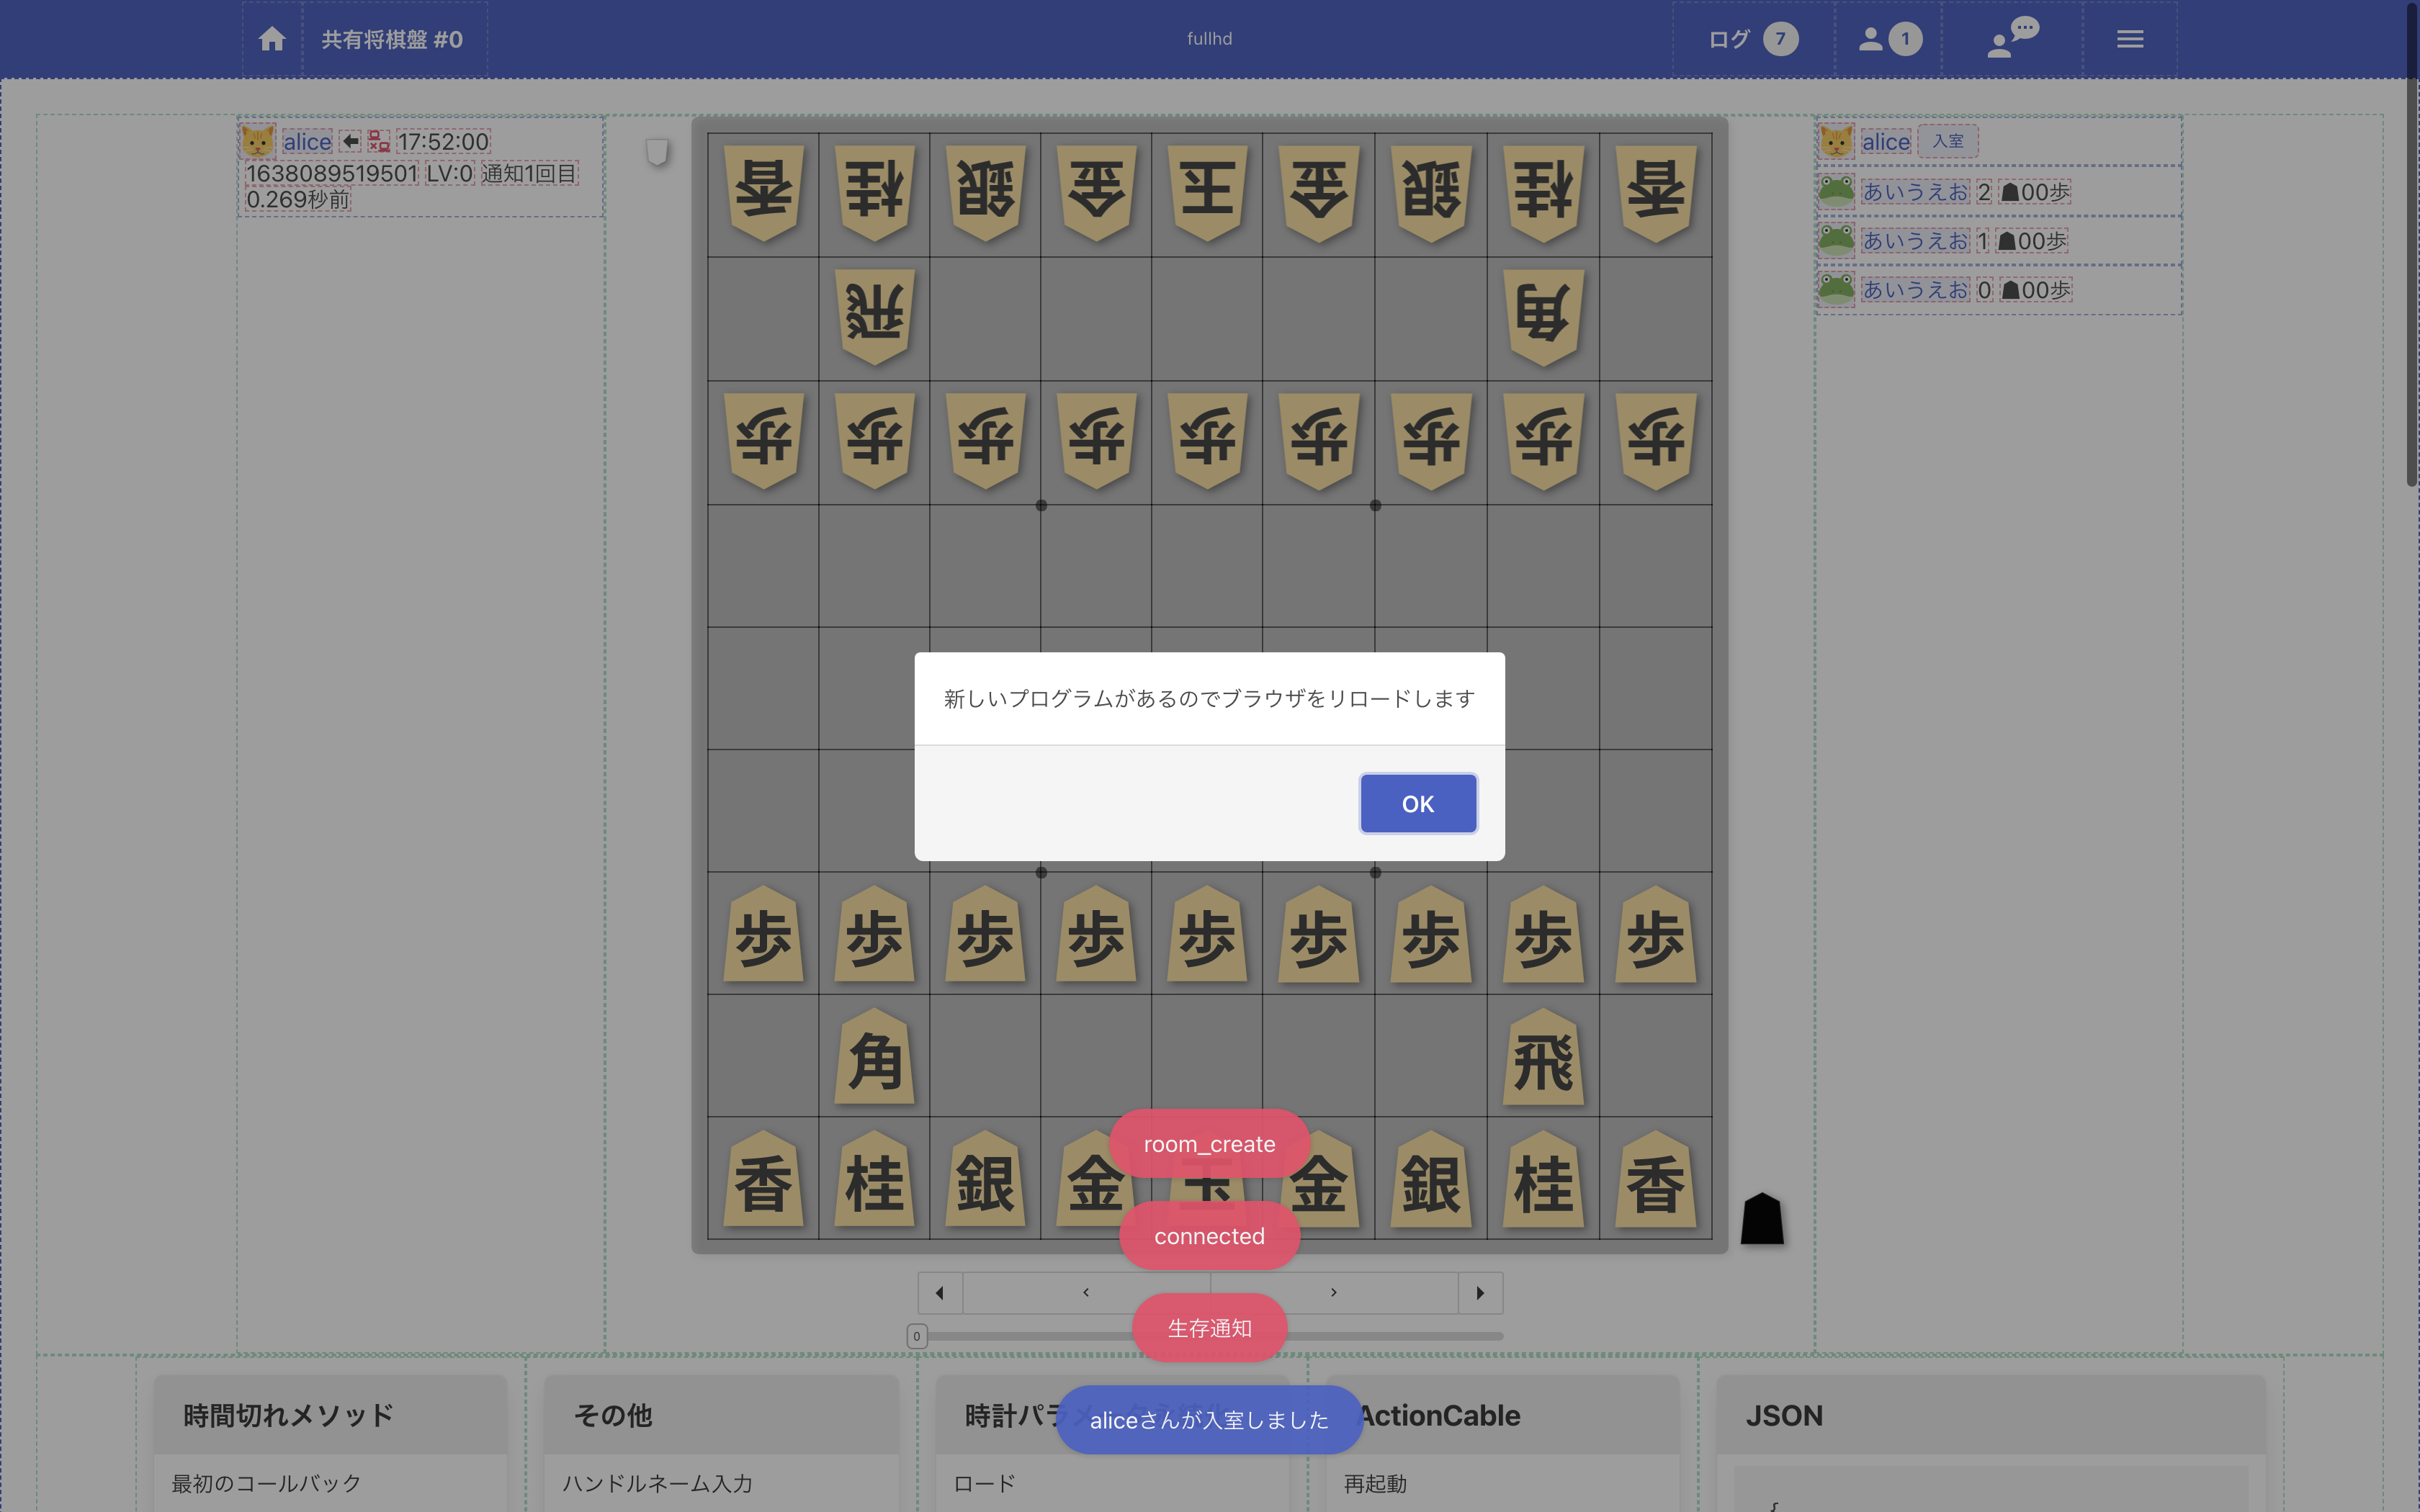 共有将棋盤 #0
fullhd
ログ 7
1
alice 17:52:00
1638089519501 LV:0 通知1回目
0.269秒前
alice 入室
あいうえお 2 ☗00歩
あいうえお 1 ☗00歩
あいうえお 0 ☗00歩
香 桂 銀 金 玉 金 銀 桂 香
飛 角
歩 歩 歩 歩 歩 歩 歩 歩 歩
新しいプログラムがあるのでブラウザをリロードします
OK
歩 歩 歩 歩 歩 歩 歩 歩 歩
角 飛
香 桂 銀 金 玉 金 銀 桂 香
room_create
connected
生存通知
0
aliceさんが入室しました
時間切れメソッド
その他
時計パラメ
ActionCable
JSON
最初のコールバック
ハンドルネーム入力
ロード
再起動
{